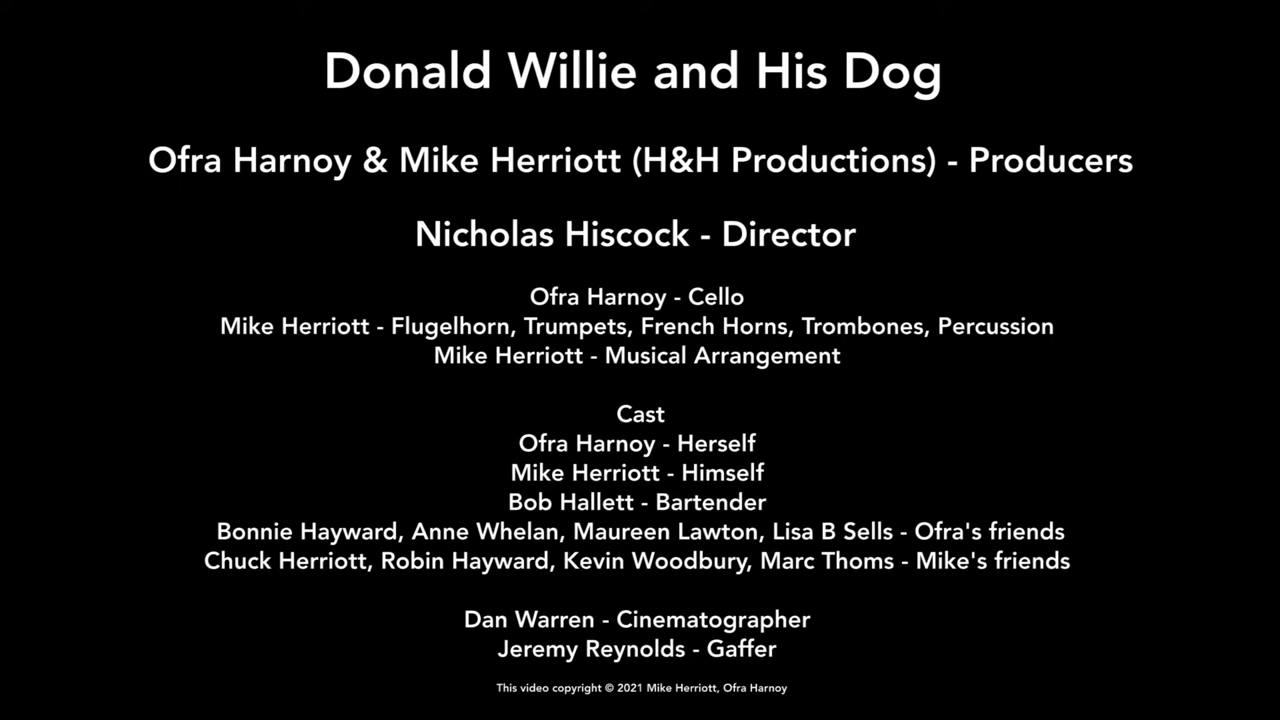 Donald Willie and His Dog
Ofra Harnoy & Mike Herriott (H&H Productions) - Producers
Nicholas Hiscock - Director
Ofra Harnoy - Cello
Mike Herriott - Flugelhorn, Trumpets, French Horns, Trombones, Percussion
Mike Herriott - Musical Arrangement
Cast
Ofra Harnoy - Herself
Mike Herriott - Himself
Bob Hallett - Bartender
Bonnie Hayward, Anne Whelan, Maureen Lawton, Lisa B Sells - Ofra's friends
Chuck Herriott, Robin Hayward, Kevin Woodbury, Marc Thoms - Mike's friends
Dan Warren - Cinematographer
Jeremy Reynolds - Gaffer
This video copyright © 2021 Mike Herriott, Ofra Harnoy